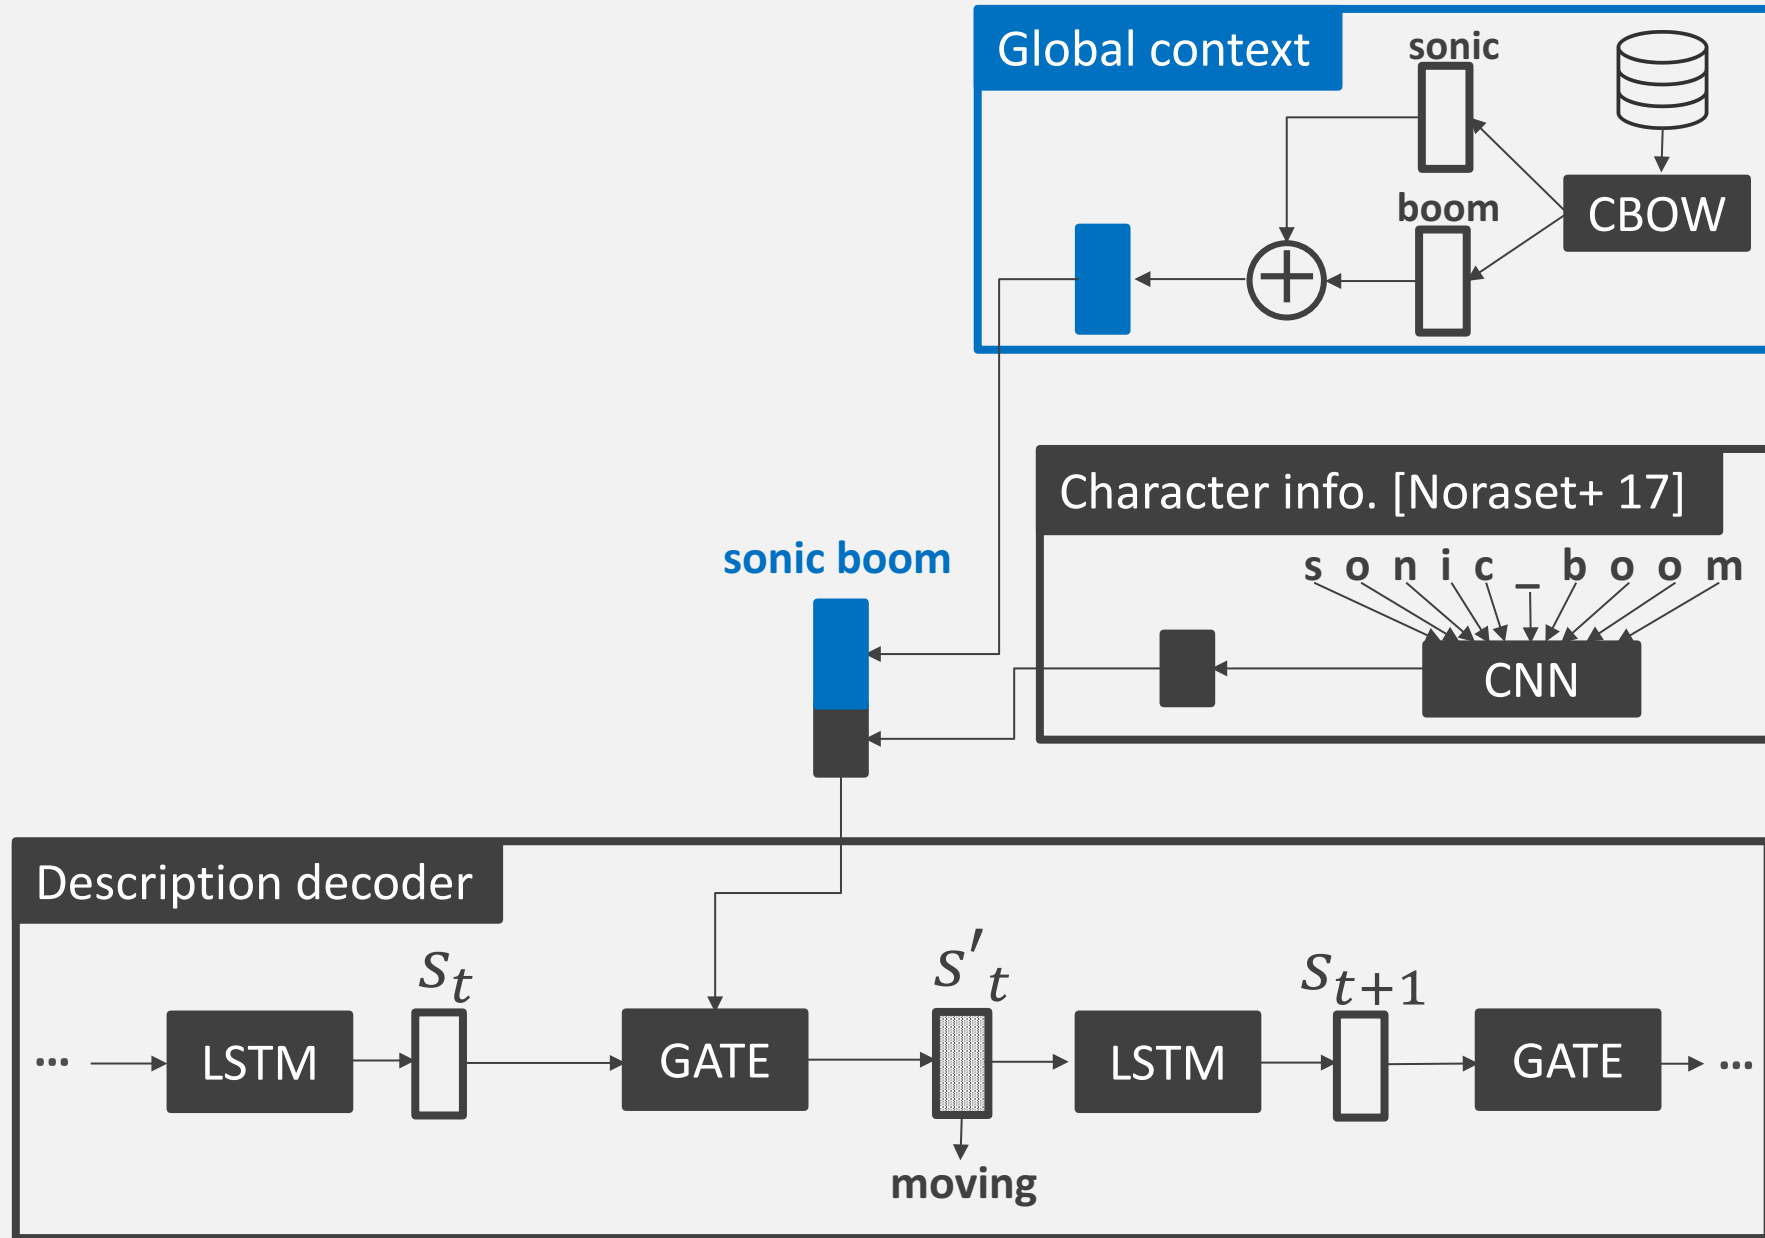 Global context
sonic
boom
CBOW
Character info. [Noraset+ 17]
s o n i c _ b o o m
CNN
sonic boom
Description decoder
s_t
s'_t
s_{t+1}
... LSTM GATE LSTM GATE ...
moving